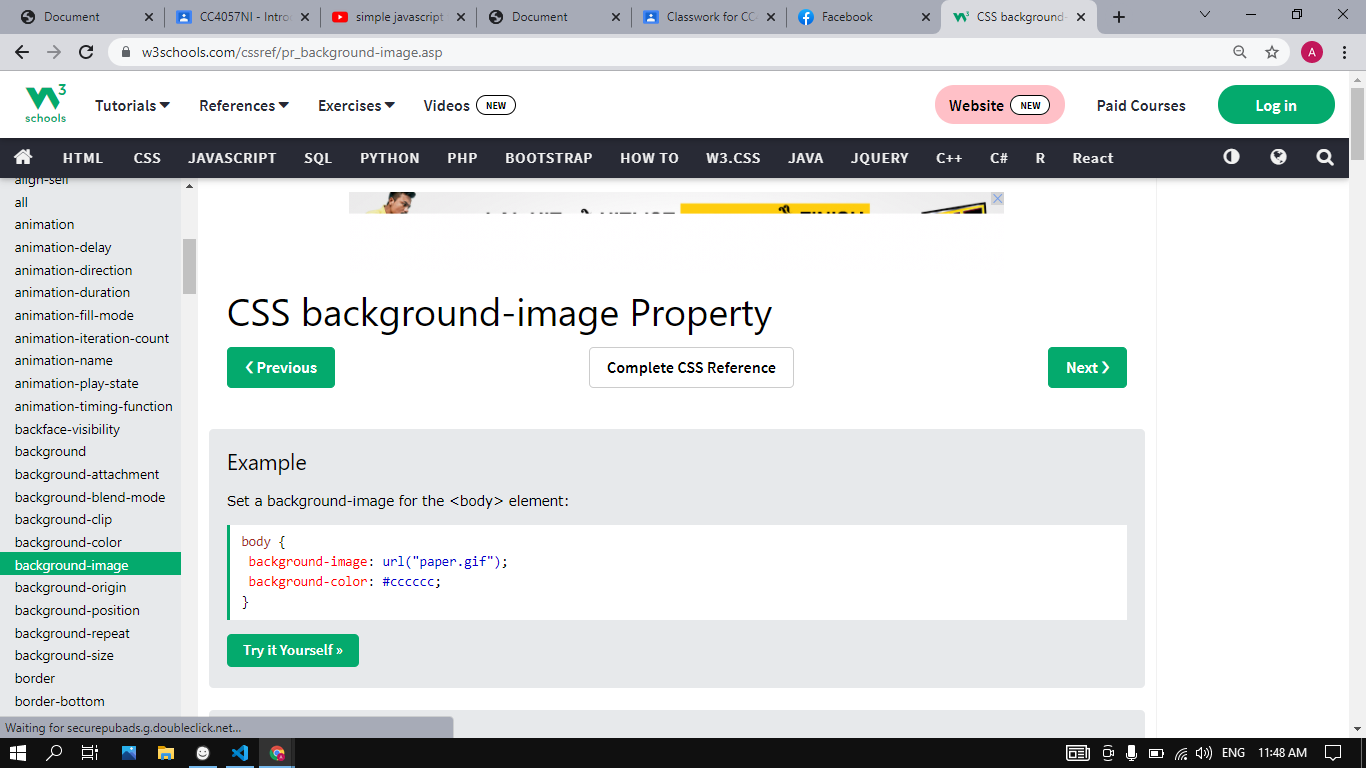 Document
CC4057NI - Intro
simple javascript
Document
Classwork for CC
Facebook
CSS background-
w3schools.com/cssref/pr_background-image.asp
A
W3
schools
Tutorials
References
Exercises
Videos NEW
Website NEW
Paid Courses
Log in
HTML
CSS
JAVASCRIPT
SQL
PYTHON
PHP
BOOTSTRAP
HOW TO
W3.CSS
JAVA
JQUERY
C++
C#
R
React
align-self
all
animation
animation-delay
animation-direction
animation-duration
animation-fill-mode
animation-iteration-count
animation-name
animation-play-state
animation-timing-function
backface-visibility
background
background-attachment
background-blend-mode
background-clip
background-color
background-image
background-origin
background-position
background-repeat
background-size
border
border-bottom
CSS background-image Property
❮ Previous
Complete CSS Reference
Next ❯
Example
Set a background-image for the <body> element:
body {
background-image: url("paper.gif");
background-color: #cccccc;
}
Try it Yourself »
Waiting for securepubads.g.doubleclick.net...
ENG
11:48 AM